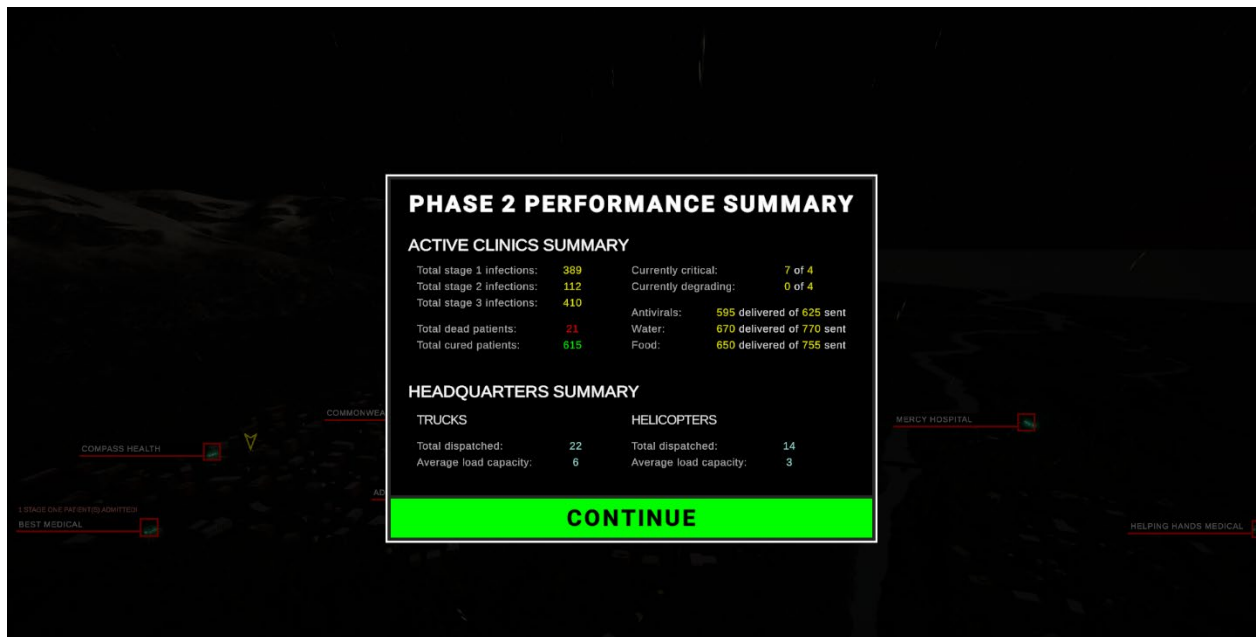 PHASE 2 PERFORMANCE SUMMARY
ACTIVE CLINICS SUMMARY
Total stage 1 infections: 389
Total stage 2 infections: 112
Total stage 3 infections: 410
Total dead patients: 21
Total cured patients: 615
Currently critical: 7 of 4
Currently degrading: 0 of 4
Antivirals: 595 delivered of 625 sent
Water: 670 delivered of 770 sent
Food: 650 delivered of 755 sent
HEADQUARTERS SUMMARY
TRUCKS
Total dispatched: 22
Average load capacity: 6
HELICOPTERS
Total dispatched: 14
Average load capacity: 3
CONTINUE
COMMONWEA
COMPASS HEALTH
AD
1 STAGE ONE PATIENT(S) ADMITTED!
BEST MEDICAL
MERCY HOSPITAL
HELPING HANDS MEDICAL